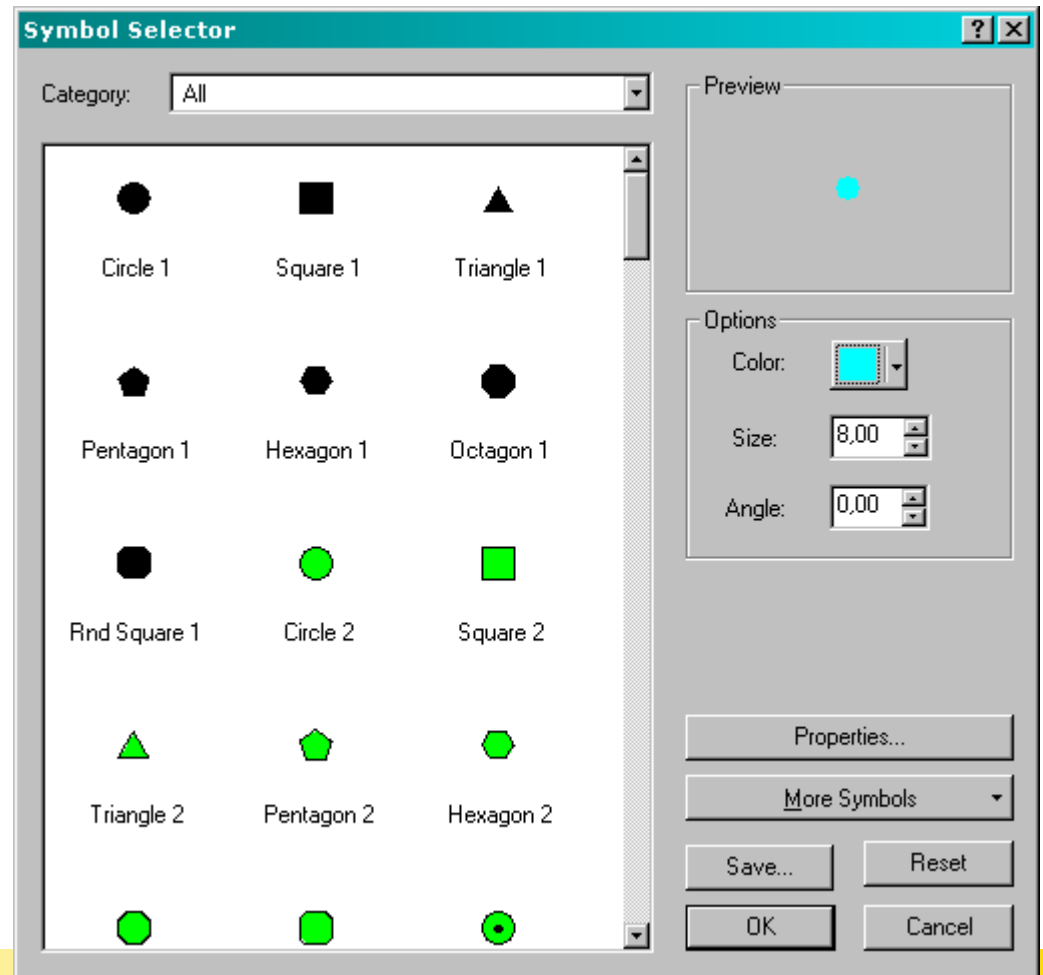 Symbol Selector
Category: All
Circle 1 Square 1 Triangle 1
Pentagon 1 Hexagon 1 Octagon 1
Rnd Square 1 Circle 2 Square 2
Triangle 2 Pentagon 2 Hexagon 2
Preview
Options
Color:
Size: 8,00
Angle: 0,00
Properties...
More Symbols
Save... Reset
OK Cancel